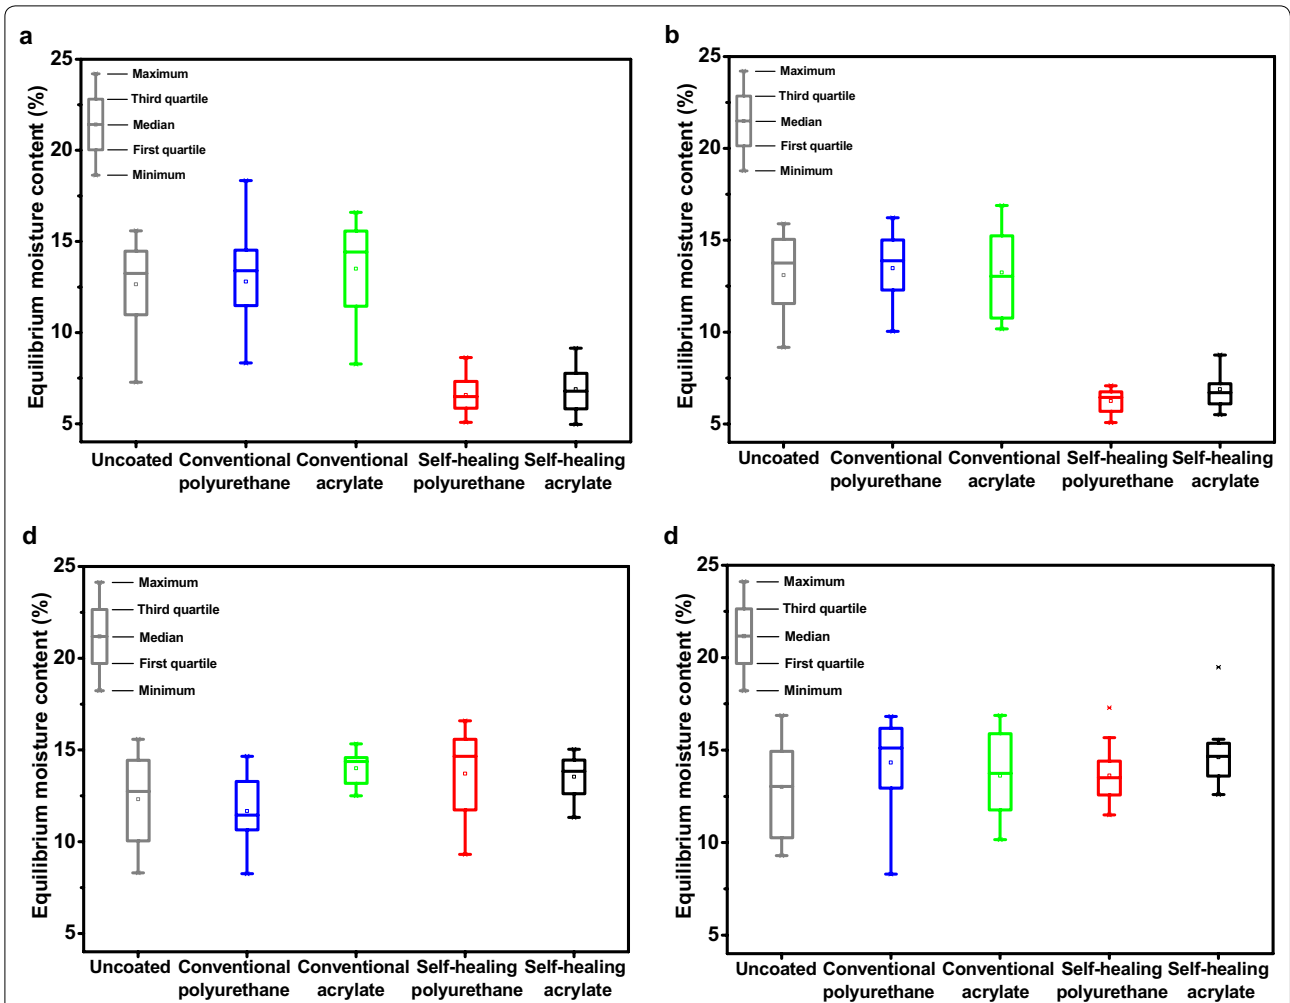 a
Equilibrium moisture content (%)
25
20
15
10
5
Maximum
Third quartile
Median
First quartile
Minimum
Uncoated Conventional Conventional Self-healing Self-healing
polyurethane acrylate polyurethane acrylate
b
Equilibrium moisture content (%)
25
20
15
10
5
Maximum
Third quartile
Median
First quartile
Minimum
Uncoated Conventional Conventional Self-healing Self-healing
polyurethane acrylate polyurethane acrylate
d
Equilibrium moisture content (%)
25
20
15
10
5
Maximum
Third quartile
Median
First quartile
Minimum
Uncoated Conventional Conventional Self-healing Self-healing
polyurethane acrylate polyurethane acrylate
d
Equilibrium moisture content (%)
25
20
15
10
5
Maximum
Third quartile
Median
First quartile
Minimum
Uncoated Conventional Conventional Self-healing Self-healing
polyurethane acrylate polyurethane acrylate